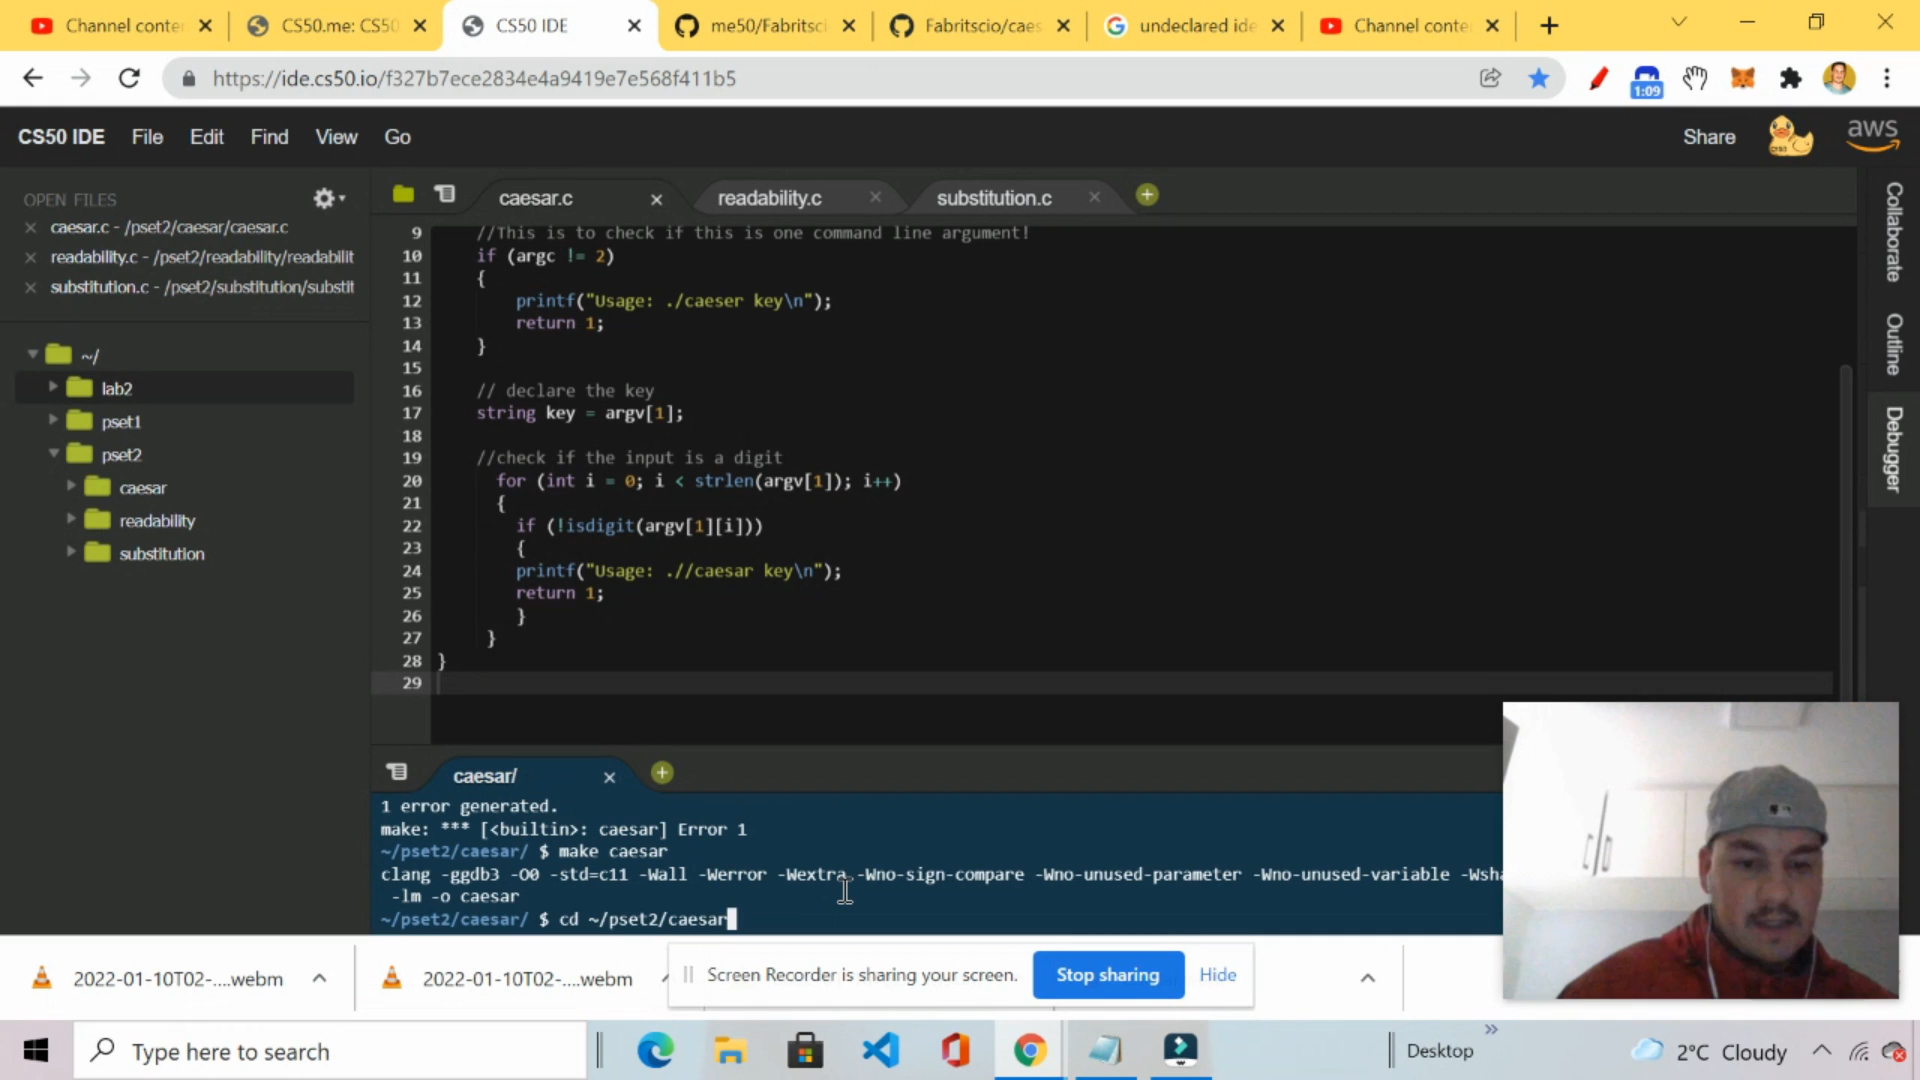 Channel conte
CS50.me: CS50
CS50 IDE
me50/Fabritsci
Fabritscio/caes
undeclared ide
Channel conte
https://ide.cs50.io/f327b7ece2834e4a9419e7e568f411b5
1:09
CS50 IDE File Edit Find View Go
Share
aws
OPEN FILES
caesar.c - /pset2/caesar/caesar.c
readability.c - /pset2/readability/readabilit
substitution.c - /pset2/substitution/substit
~/
lab2
pset1
pset2
caesar
readability
substitution
caesar.c
readability.c
substitution.c
9 //This is to check if this is one command line argument!
10 if (argc != 2)
11 {
12 printf("Usage: ./caeser key\n");
13 return 1;
14 }
15
16 // declare the key
17 string key = argv[1];
18
19 //check if the input is a digit
20 for (int i = 0; i < strlen(argv[1]); i++)
21 {
22 if (!isdigit(argv[1][i]))
23 {
24 printf("Usage: .//caesar key\n");
25 return 1;
26 }
27 }
28 }
29
Collaborate
Outline
Debugger
caesar/
1 error generated.
make: *** [<builtin>: caesar] Error 1
~/pset2/caesar/ $ make caesar
clang -ggdb3 -O0 -std=c11 -Wall -Werror -Wextra -Wno-sign-compare -Wno-unused-parameter -Wno-unused-variable -Wsha
-lm -o caesar
~/pset2/caesar/ $ cd ~/pset2/caesar
2022-01-10T02-....webm
2022-01-10T02-....webm
Screen Recorder is sharing your screen.
Stop sharing
Hide
Type here to search
Desktop
2°C Cloudy